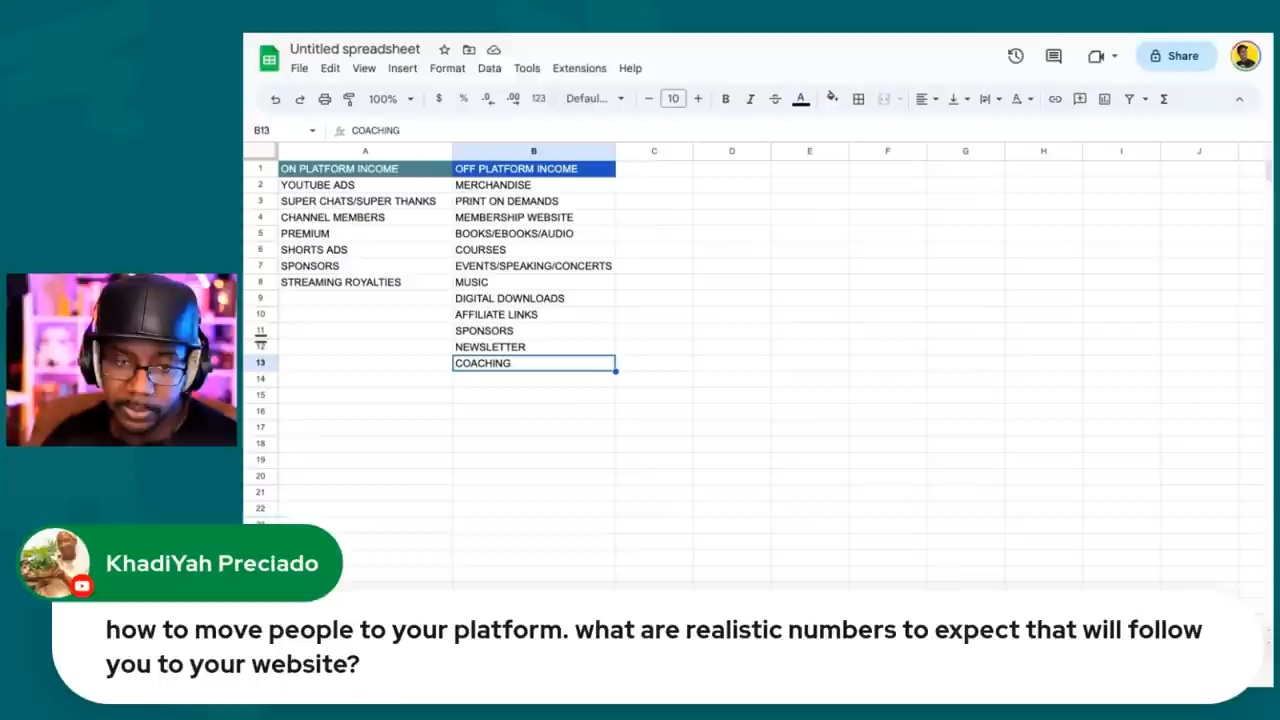 Untitled spreadsheet
File Edit View Insert Format Data Tools Extensions Help
Share
100% $ % .0 .00 123 Defaul... - 10 + B I A Σ
B13 fx COACHING
A B C D E F G H I J
1 ON PLATFORM INCOME OFF PLATFORM INCOME
2 YOUTUBE ADS MERCHANDISE
3 SUPER CHATS/SUPER THANKS PRINT ON DEMANDS
4 CHANNEL MEMBERS MEMBERSHIP WEBSITE
5 PREMIUM BOOKS/EBOOKS/AUDIO
6 SHORTS ADS COURSES
7 SPONSORS EVENTS/SPEAKING/CONCERTS
8 STREAMING ROYALTIES MUSIC
9 DIGITAL DOWNLOADS
10 AFFILIATE LINKS
11 SPONSORS
12 NEWSLETTER
13 COACHING
14
15
16
17
18
19
20
21
22
KhadiYah Preciado
how to move people to your platform. what are realistic numbers to expect that will follow
you to your website?